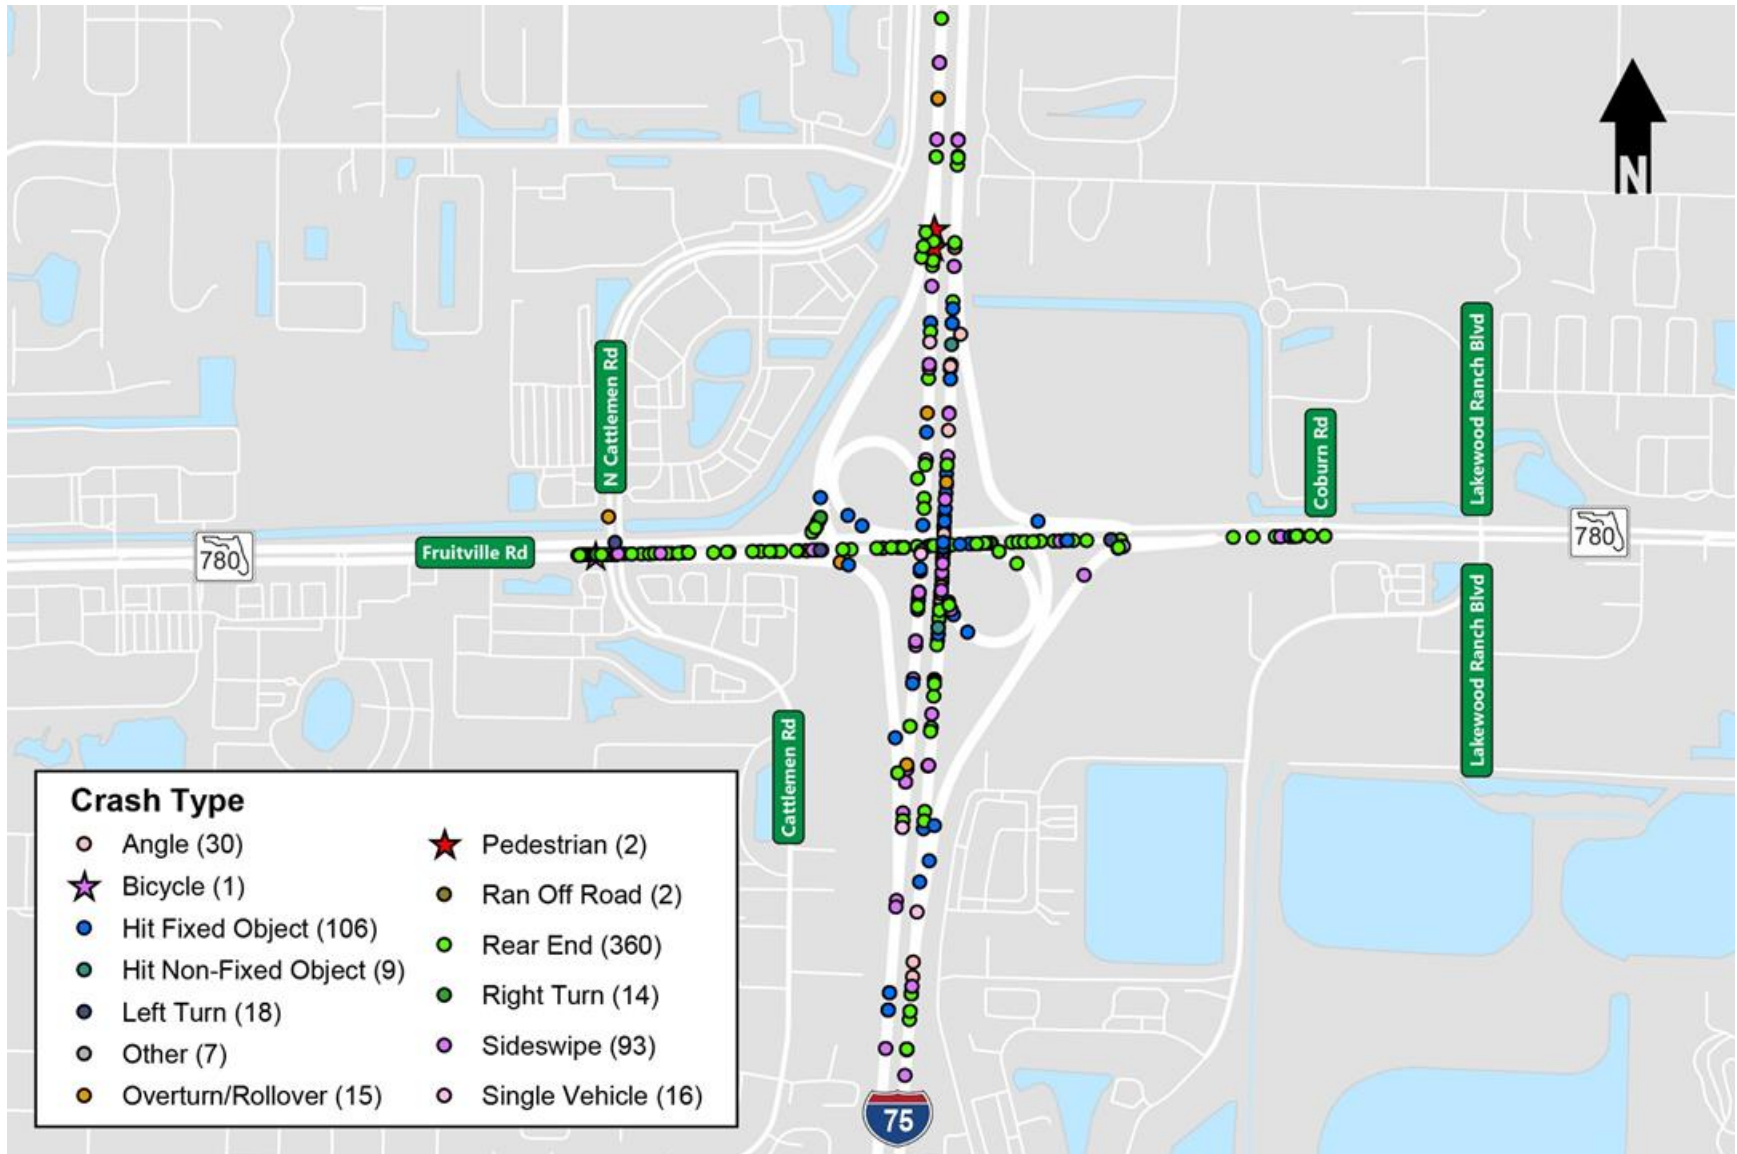 N
N Cattlemen Rd
Lakewood Ranch Blvd
Coburn Rd
780
Fruitville Rd
780
Lakewood Ranch Blvd
Cattlemen Rd
75
Crash Type
Angle (30)
Bicycle (1)
Hit Fixed Object (106)
Hit Non-Fixed Object (9)
Left Turn (18)
Other (7)
Overturn/Rollover (15)
Pedestrian (2)
Ran Off Road (2)
Rear End (360)
Right Turn (14)
Sideswipe (93)
Single Vehicle (16)